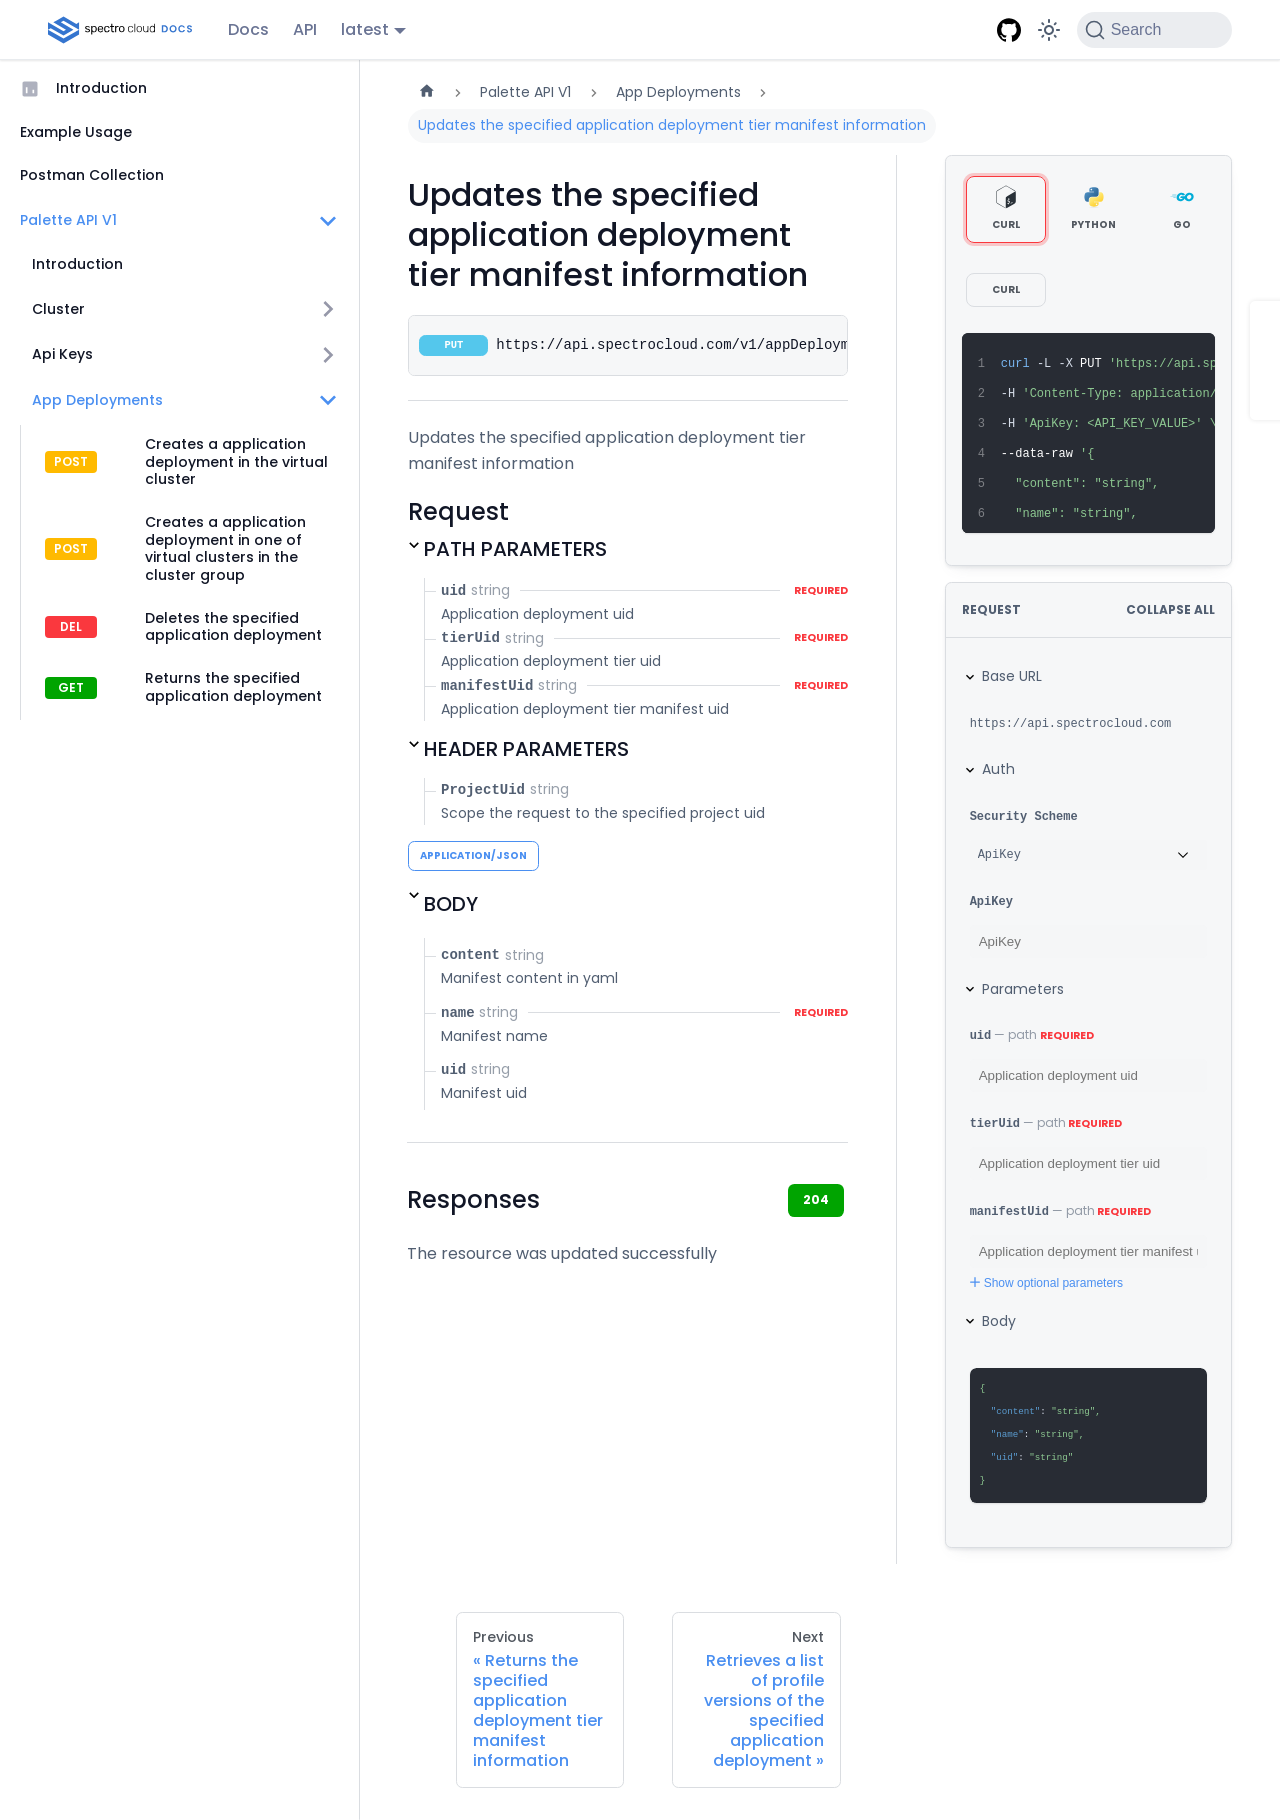 spectro cloud DOCS
Docs
API
latest
Search
Introduction
Example Usage
Postman Collection
Palette API V1
Introduction
Cluster
Api Keys
App Deployments
POST
Creates a application
deployment in the virtual
cluster
POST
Creates a application
deployment in one of
virtual clusters in the
cluster group
DEL
Deletes the specified
application deployment
GET
Returns the specified
application deployment
Palette API V1
App Deployments
Updates the specified application deployment tier manifest information
Updates the specified
application deployment
tier manifest information
PUT https://api.spectrocloud.com/v1/appDeploym
Updates the specified application deployment tier
manifest information
Request
PATH PARAMETERS
uid string REQUIRED
Application deployment uid
tierUid string REQUIRED
Application deployment tier uid
manifestUid string REQUIRED
Application deployment tier manifest uid
HEADER PARAMETERS
ProjectUid string
Scope the request to the specified project uid
APPLICATION/JSON
BODY
content string
Manifest content in yaml
name string REQUIRED
Manifest name
uid string
Manifest uid
Responses
204
The resource was updated successfully
CURL
PYTHON
GO
CURL
1 curl -L -X PUT 'https://api.sp
2 -H 'Content-Type: application/
3 -H 'ApiKey: <API_KEY_VALUE>' \
4 --data-raw '{
5 "content": "string",
6 "name": "string",
REQUEST
COLLAPSE ALL
Base URL
https://api.spectrocloud.com
Auth
Security Scheme
ApiKey
ApiKey
ApiKey
Parameters
uid — path REQUIRED
Application deployment uid
tierUid — path REQUIRED
Application deployment tier uid
manifestUid — path REQUIRED
Application deployment tier manifest u
Show optional parameters
Body
{
"content": "string",
"name": "string",
"uid": "string"
}
Previous
« Returns the
specified
application
deployment tier
manifest
information
Next
Retrieves a list
of profile
versions of the
specified
application
deployment »